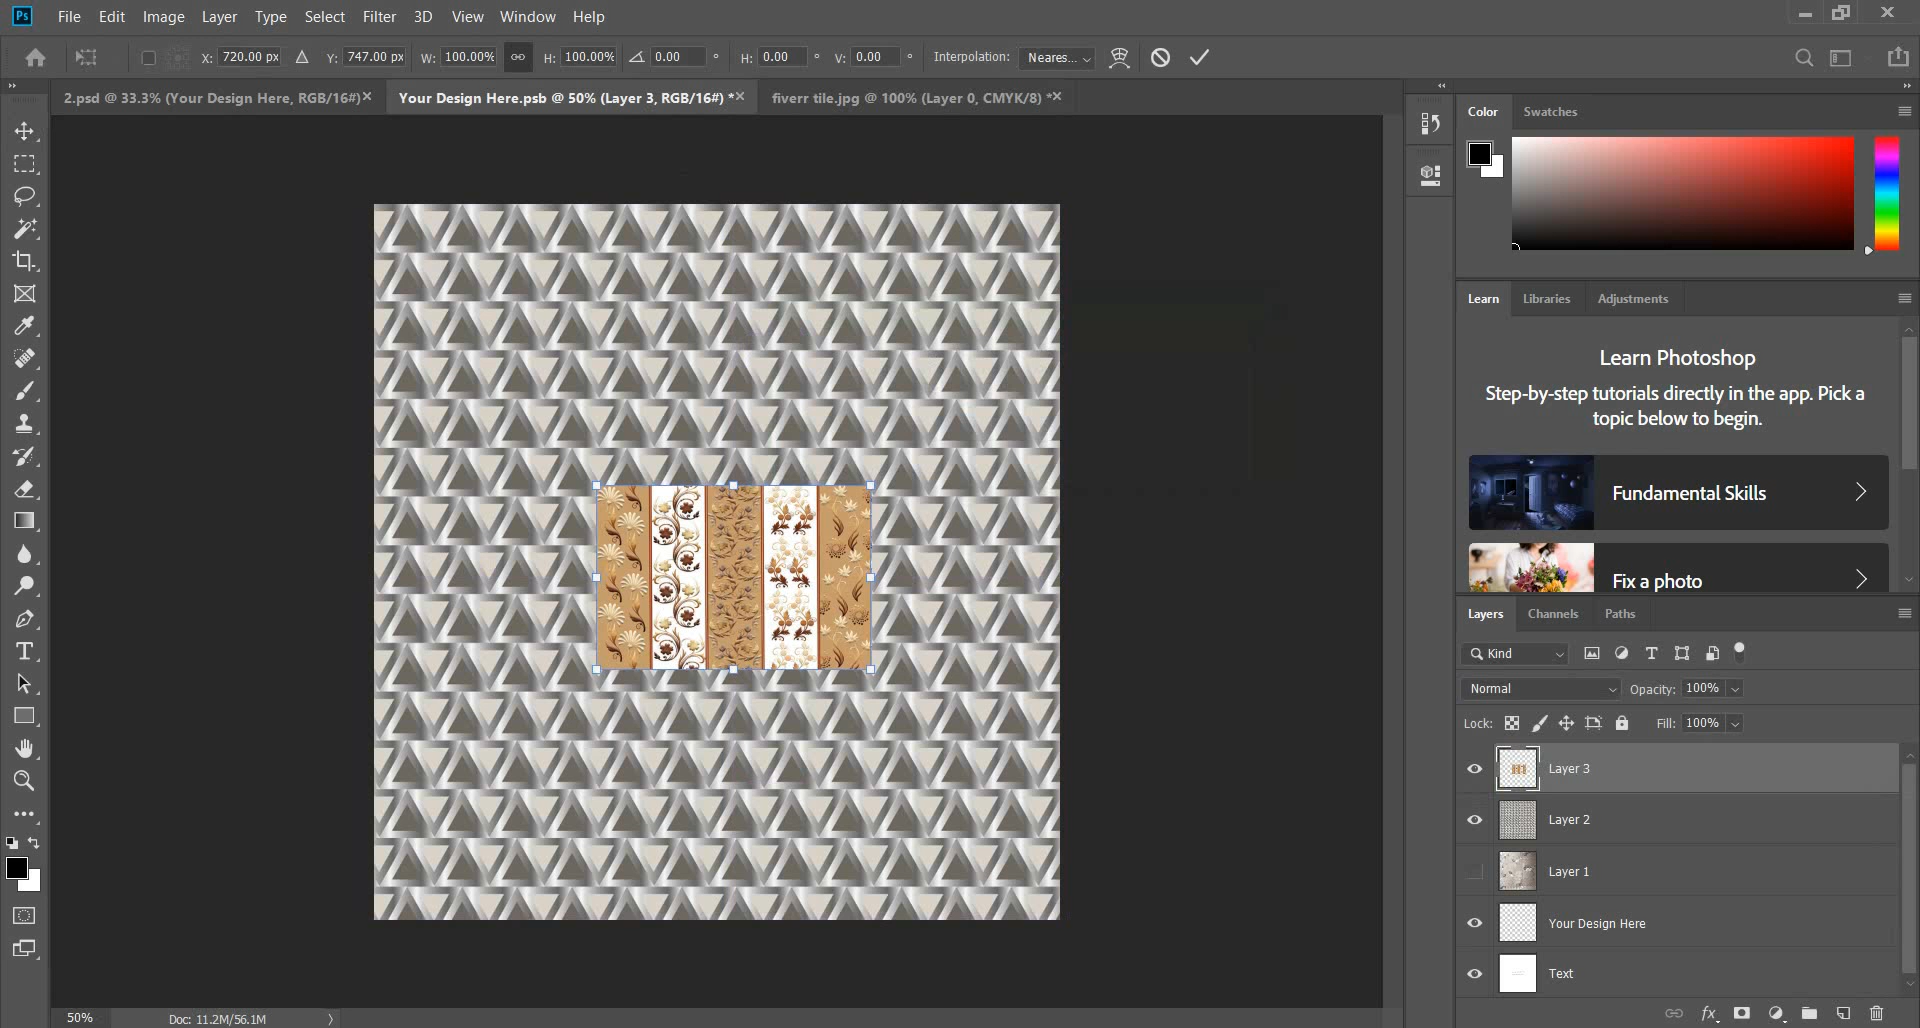 Ps File Edit Image Layer Type Select Filter 3D View Window Help
X: 720.00 px Y: 747.00 px W: 100.00% H: 100.00% 0.00 ° H: 0.00 ° V: 0.00 ° Interpolation: Neares...
2.psd @ 33.3% (Your Design Here, RGB/16#) Your Design Here.psb @ 50% (Layer 3, RGB/16#) * fiverr tile.jpg @ 100% (Layer 0, CMYK/8) *
Color Swatches
Learn Libraries Adjustments
Learn Photoshop
Step-by-step tutorials directly in the app. Pick a
topic below to begin.
Fundamental Skills
Fix a photo
Layers Channels Paths
Kind
Normal Opacity: 100%
Lock: Fill: 100%
Layer 3
Layer 2
Layer 1
Your Design Here
Text
50% Doc: 11.2M/56.1M
fx